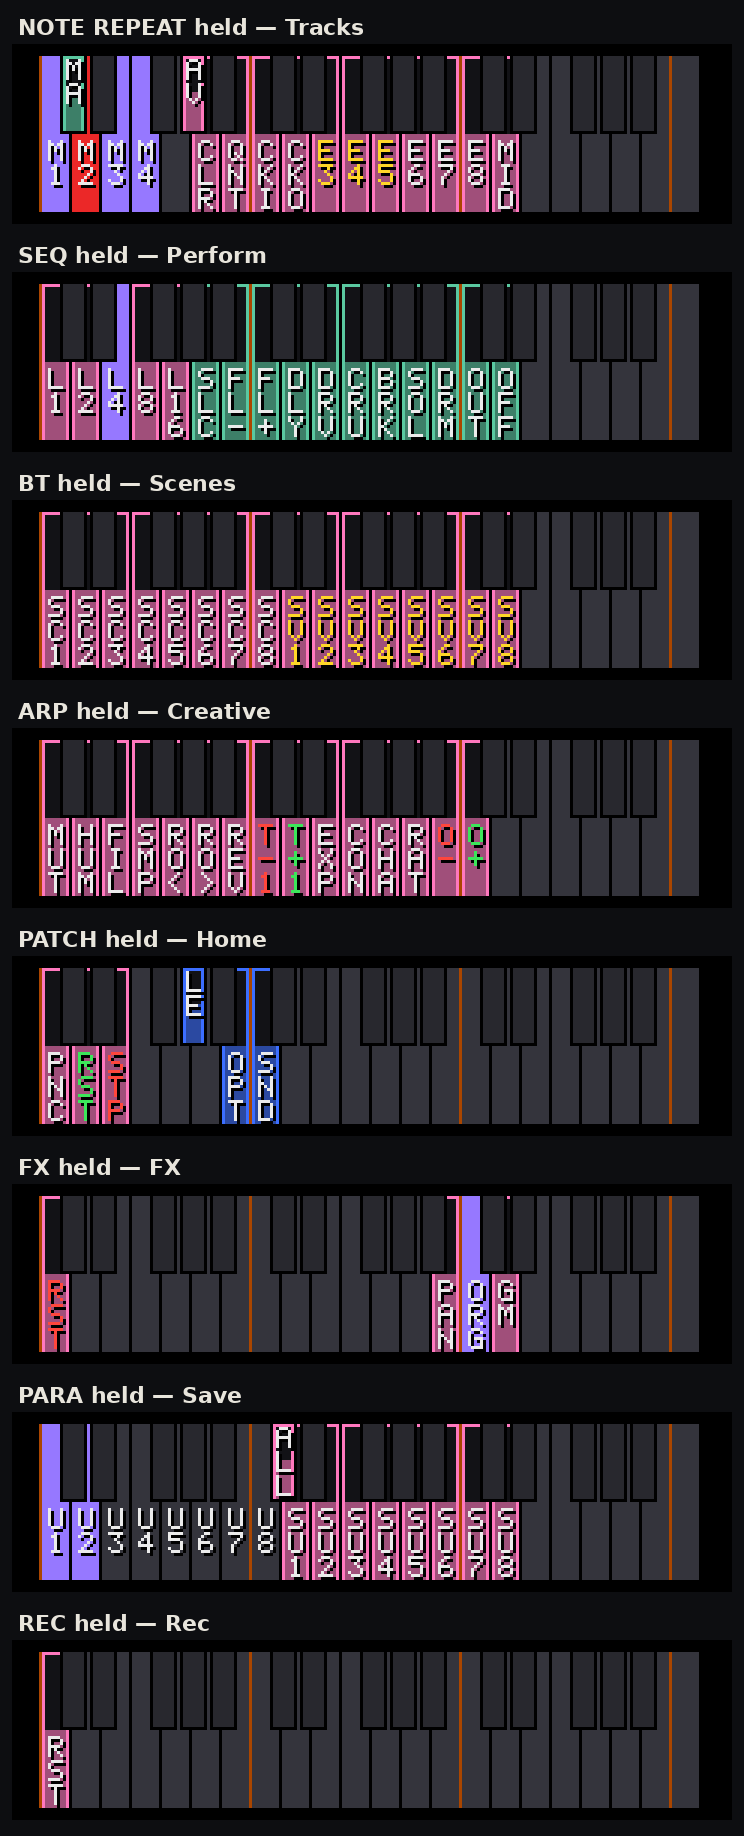 NOTE REPEAT held — Tracks
MA AV
M1 M2 M3 M4 CLR QNT CKI CKO E3 E4 E5 E6 E7 E8 MID
SEQ held — Perform
L1 L2 L4 L8 L16 SLC FL- FL+ DLY DRV CRU BRK SOL DRM OUT OFF
BT held — Scenes
SC1 SC2 SC3 SC4 SC5 SC6 SC7 SC8 SV1 SV2 SV3 SV4 SV5 SV6 SV7 SV8
ARP held — Creative
MUT HUM FIL SMP RO< RO> REV T-1 T+1 EXP CON CHA RAT O- O+
PATCH held — Home
LE
PNC RST STP OPT SND
FX held — FX
RST PAN ORG GM
PARA held — Save
ALL
U1 U2 U3 U4 U5 U6 U7 U8 SU1 SU2 SU3 SU4 SU5 SU6 SU7 SU8
REC held — Rec
RST